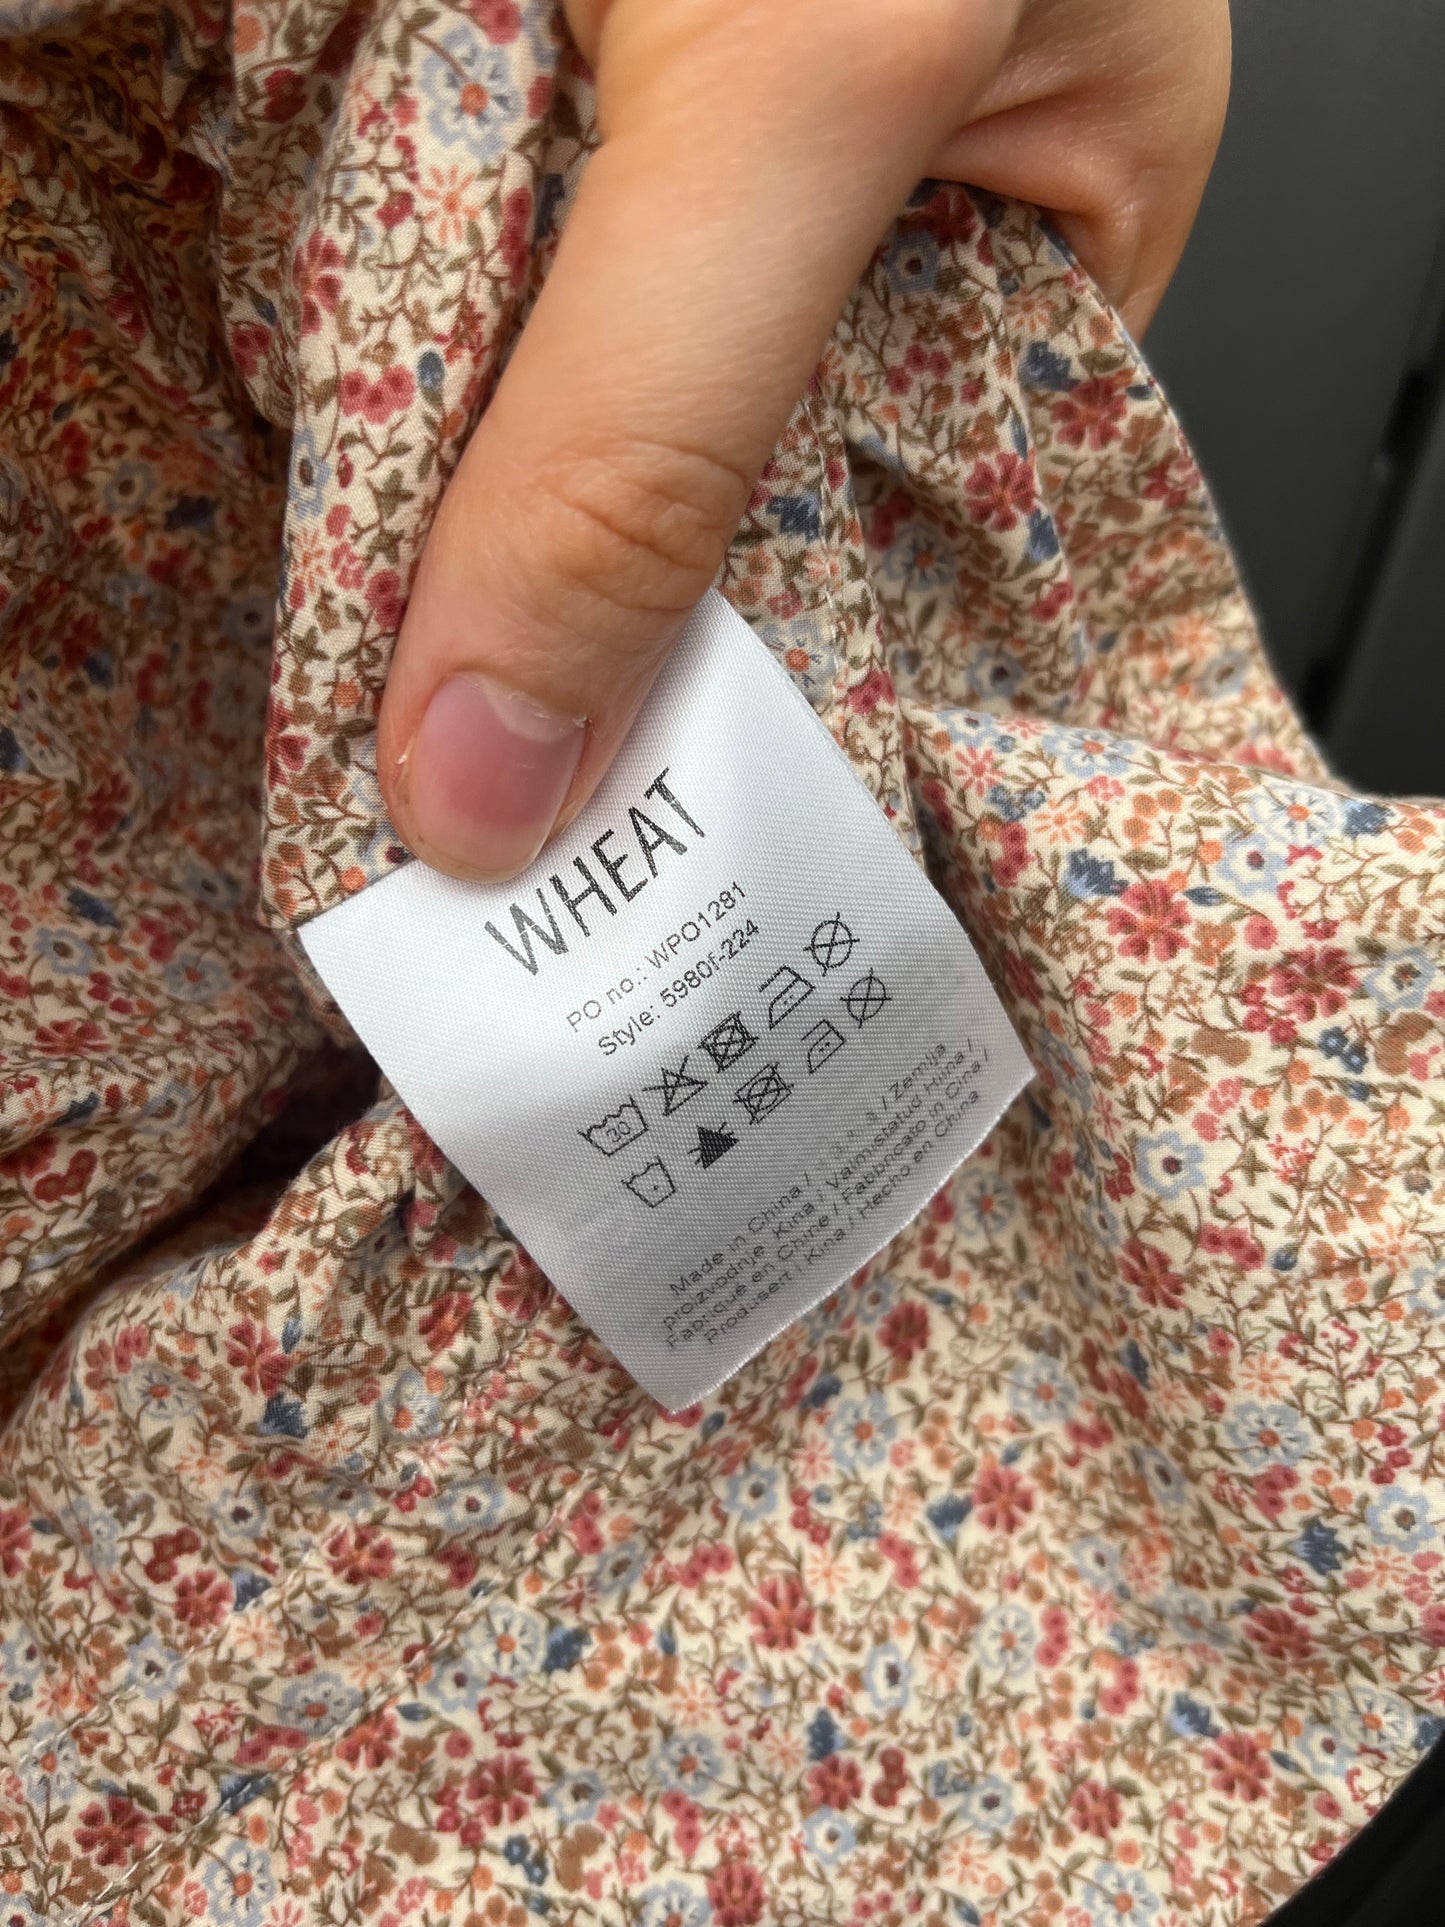 WHEAT
PO no.: WPO1281
Style: 5980f-224
30
Made in China / / Zemlja
proizvodnje Kina / Valmistatud Hiina /
Fabriqué en Chine / Fabbricato in Cina /
Produsert i Kina / Hecho en China